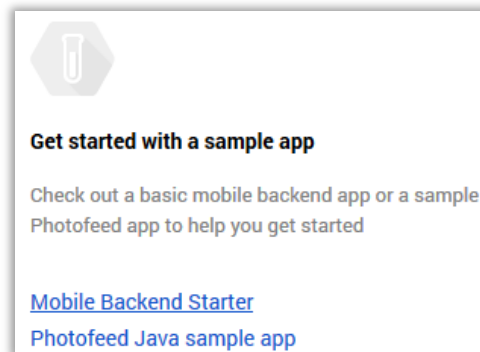 Get started with a sample app
Check out a basic mobile backend app or a sample
Photofeed app to help you get started
Mobile Backend Starter
Photofeed Java sample app